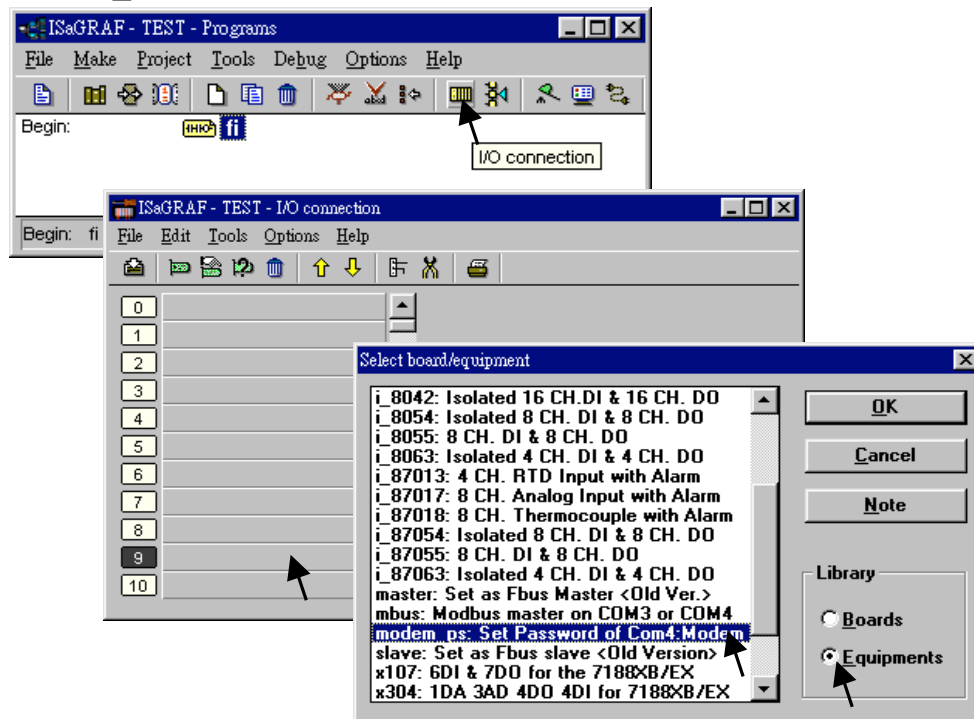 ISaGRAF - TEST - Programs
File Make Project Tools Debug Options Help
Begin: fi
I/O connection
Begin: fi
ISaGRAF - TEST - I/O connection
File Edit Tools Options Help
0
1
2
3
4
5
6
7
8
9
10
Select board/equipment
i_8042: Isolated 16 CH.DI & 16 CH. DO
i_8054: Isolated 8 CH. DI & 8 CH. DO
i_8055: 8 CH. DI & 8 CH. DO
i_8063: Isolated 4 CH. DI & 4 CH. DO
i_87013: 4 CH. RTD Input with Alarm
i_87017: 8 CH. Analog Input with Alarm
i_87018: 8 CH. Thermocouple with Alarm
i_87054: Isolated 8 CH. DI & 8 CH. DO
i_87055: 8 CH. DI & 8 CH. DO
i_87063: Isolated 4 CH. DI & 4 CH. DO
master: Set as Fbus Master <Old Ver.>
mbus: Modbus master on COM3 or COM4
modem_ps: Set Password of Com4:Modem
slave: Set as Fbus slave <Old Version>
x107: 6DI & 7DO for the 7188XB/EX
x304: 1DA 3AD 4DO 4DI for 7188XB/EX
OK
Cancel
Note
Library
Boards
Equipments